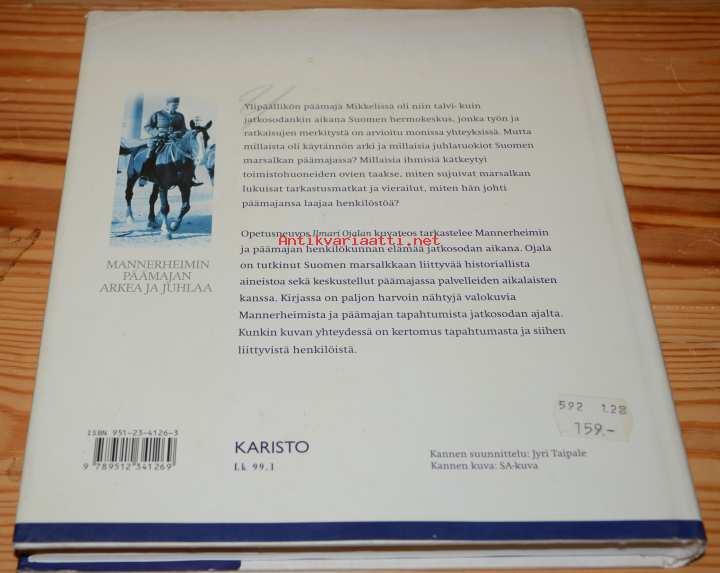 Ylipäällikön päämaja Mikkelissä oli niin talvi- kuin
jatkosodankin aikana Suomen hermokeskus, jonka työn ja
ratkaisujen merkitystä on arvioitu monissa yhteyksissä. Mutta
millaista oli käytännön arki ja millaisia juhlatuokiot Suomen
marsalkan päämajassa? Millaisia ihmisiä kätkeytyi
toimistohuoneiden ovien taakse, miten sujuivat marsalkan
lukuisat tarkastusmatkat ja vierailut, miten hän johti
päämajansa laajaa henkilöstöä?
Opetusneuvos Ilmari Ojalan kuvateos tarkastelee Mannerheimin
ja päämajan henkilökunnan elämää jatkosodan aikana. Ojala
on tutkinut Suomen marsalkkaan liittyvää historiallista
aineistoa sekä keskustellut päämajassa palvelleiden aikalaisten
kanssa. Kirjassa on paljon harvoin nähtyjä valokuvia
Mannerheimista ja päämajan tapahtumista jatkosodan ajalta.
Kunkin kuvan yhteydessä on kertomus tapahtumasta ja siihen
liittyvistä henkilöistä.
Antikvariaatti.net
MANNERHEIMIN
PÄÄMAJAN
ARKEA JA JUHLAA
592 1.28
159.-
ISBN 951-23-4126-3
9 789512 341269
KARISTO
Lk 99.1
Kannen suunnittelu: Jyri Taipale
Kannen kuva: SA-kuva